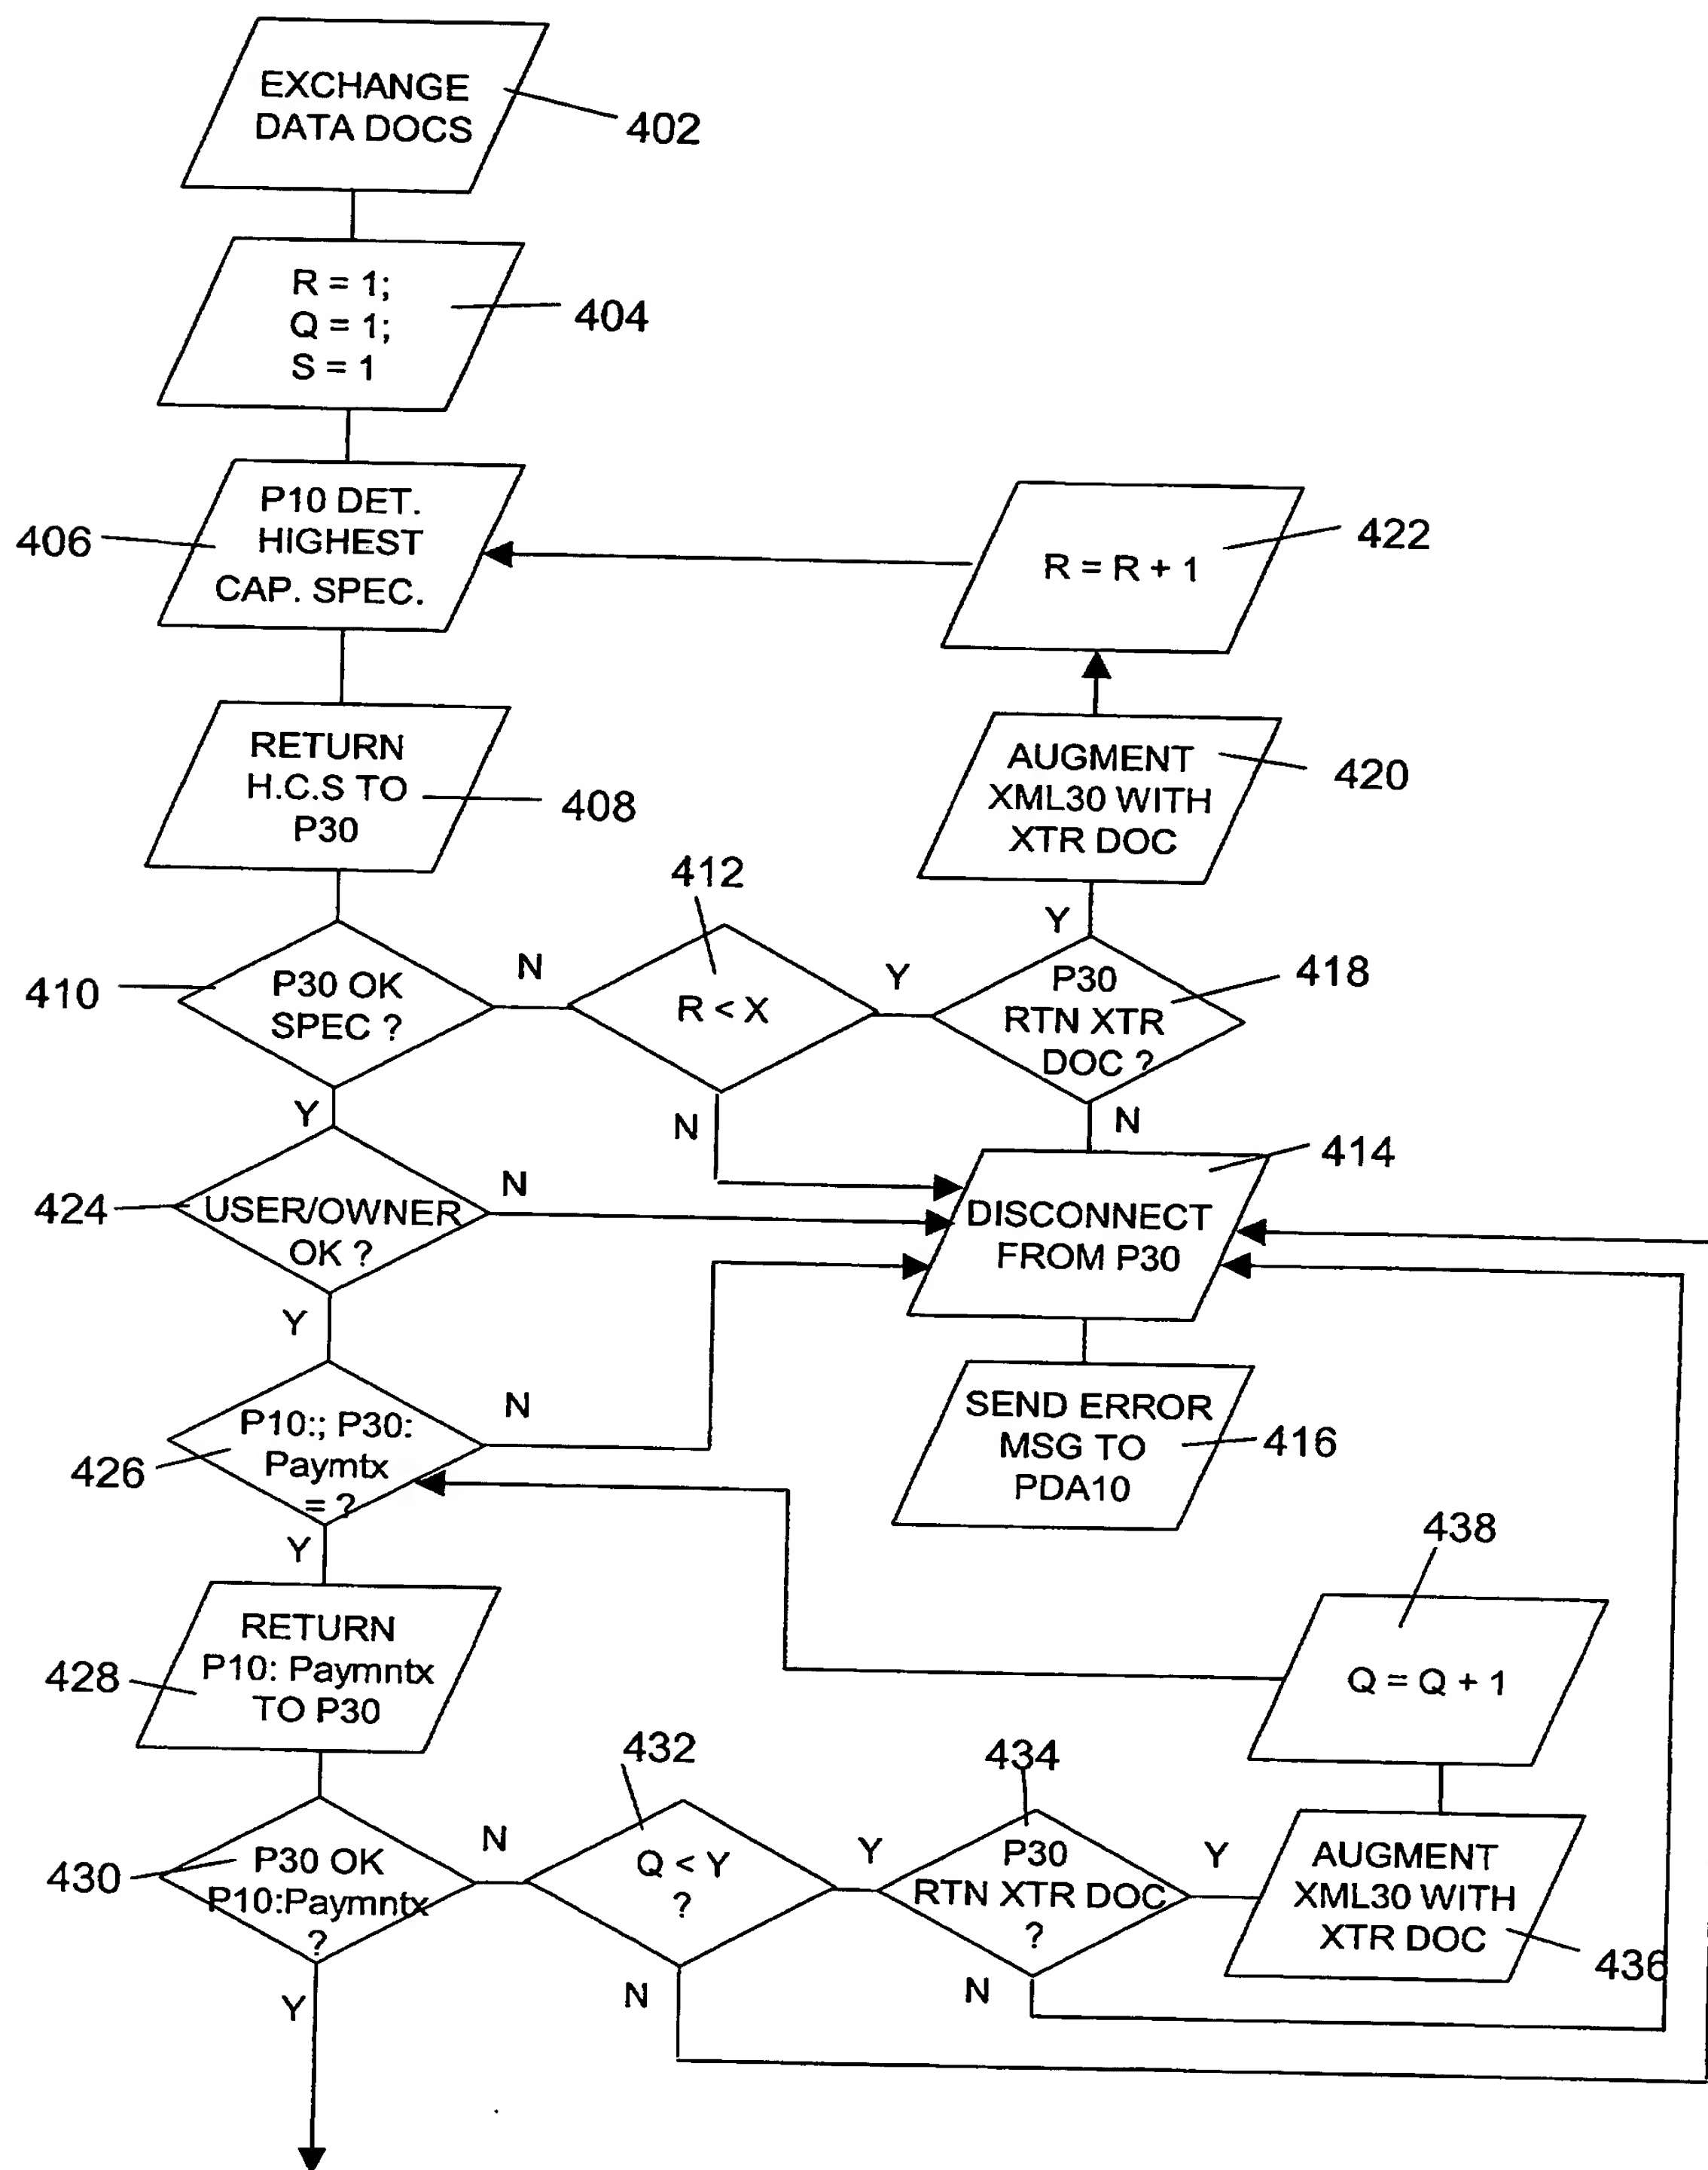 EXCHANGE
DATA DOCS
402
R = 1;
Q = 1;
S = 1
404
P10 DET.
HIGHEST
CAP. SPEC.
406
R = R + 1
422
RETURN
H.C.S TO
P30
408
AUGMENT
XML30 WITH
XTR DOC
420
412
Y
410
P30 OK
SPEC ?
N
R < X
Y
P30
RTN XTR
DOC ?
418
Y
N
N
414
424
USER/OWNER
OK ?
N
DISCONNECT
FROM P30
Y
426
P10:; P30:
Paymtx
= ?
N
SEND ERROR
MSG TO
PDA10
416
Y
438
RETURN
P10: Paymntx
TO P30
428
Q = Q + 1
432
434
430
P30 OK
P10:Paymntx
?
N
Q < Y
?
Y
P30
RTN XTR DOC
?
Y
AUGMENT
XML30 WITH
XTR DOC
436
Y
N
N